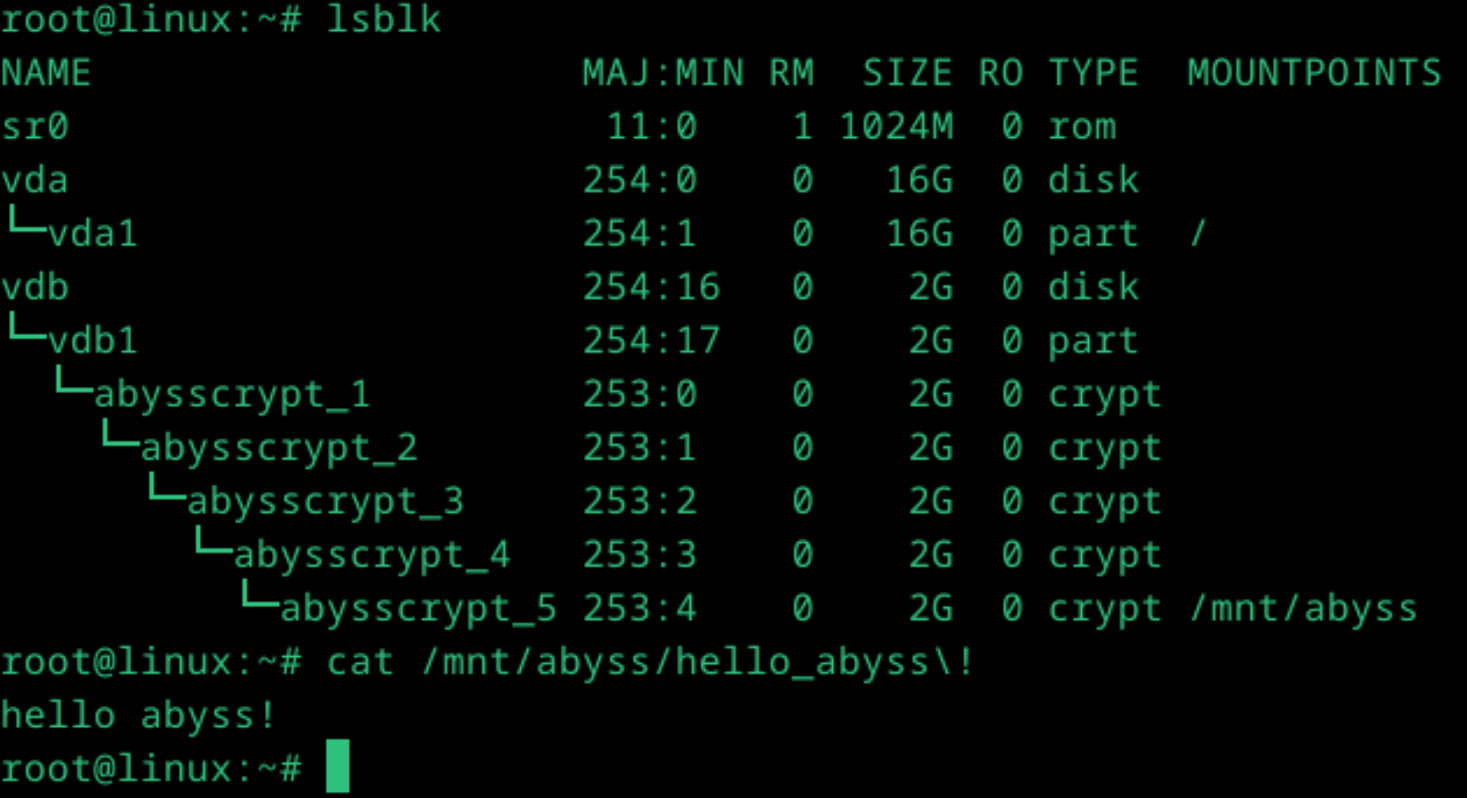 root@linux:~# lsblk
NAME                     MAJ:MIN RM  SIZE RO TYPE  MOUNTPOINTS
sr0                       11:0    1 1024M  0 rom
vda                      254:0    0   16G  0 disk
└─vda1                   254:1    0   16G  0 part  /
vdb                      254:16   0    2G  0 disk
└─vdb1                   254:17   0    2G  0 part
  └─abysscrypt_1         253:0    0    2G  0 crypt
    └─abysscrypt_2       253:1    0    2G  0 crypt
      └─abysscrypt_3     253:2    0    2G  0 crypt
        └─abysscrypt_4   253:3    0    2G  0 crypt
          └─abysscrypt_5 253:4    0    2G  0 crypt /mnt/abyss
root@linux:~# cat /mnt/abyss/hello_abyss\!
hello abyss!
root@linux:~#